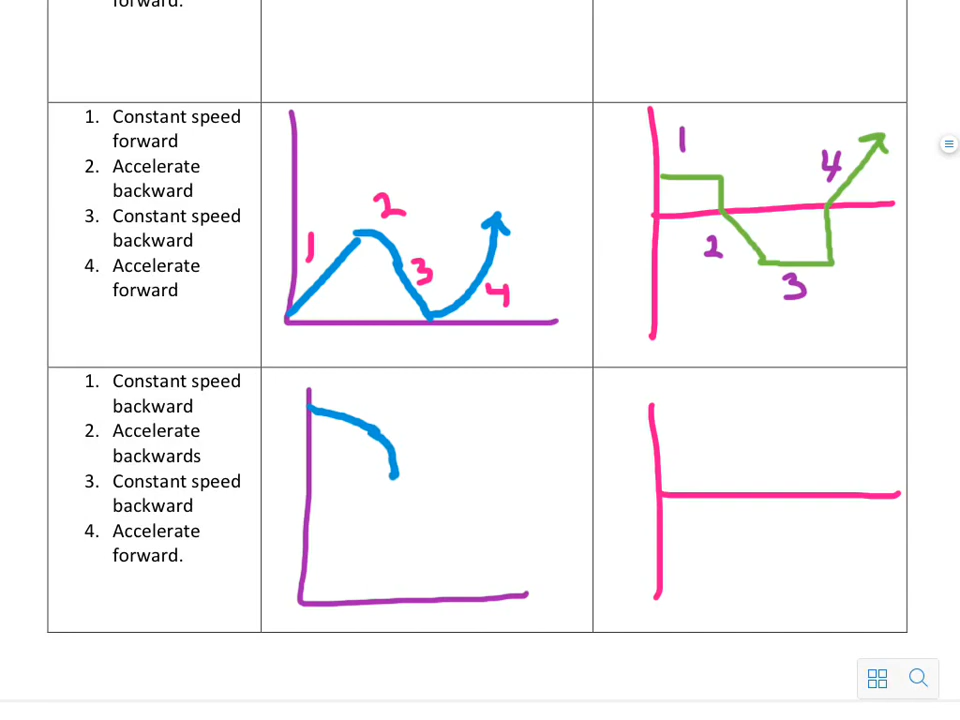 forward.
1. Constant speed
forward
2. Accelerate
backward
3. Constant speed
backward
4. Accelerate
forward
1
2
3
4
1
2
3
4
1. Constant speed
backward
2. Accelerate
backwards
3. Constant speed
backward
4. Accelerate
forward.